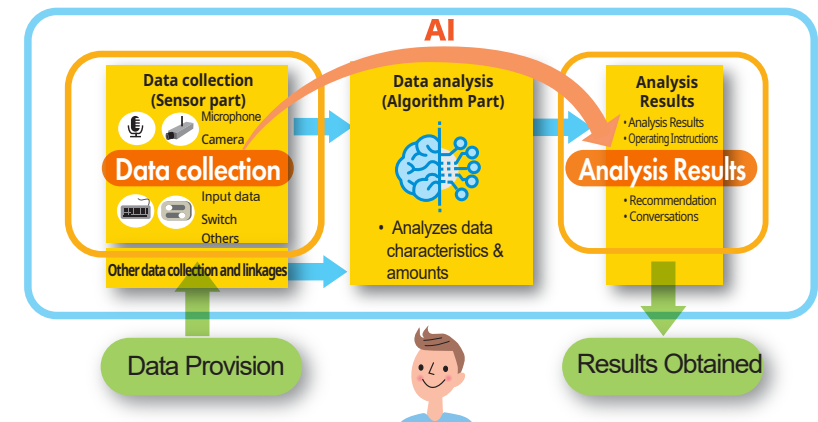 AI
Data collection
(Sensor part)
Microphone
Camera
Data collection
Input data
Switch
Others
Other data collection and linkages
Data analysis
(Algorithm Part)
• Analyzes data
characteristics &
amounts
Analysis
Results
• Analysis Results
• Operating Instructions
Analysis Results
• Recommendation
• Conversations
Data Provision
Results Obtained